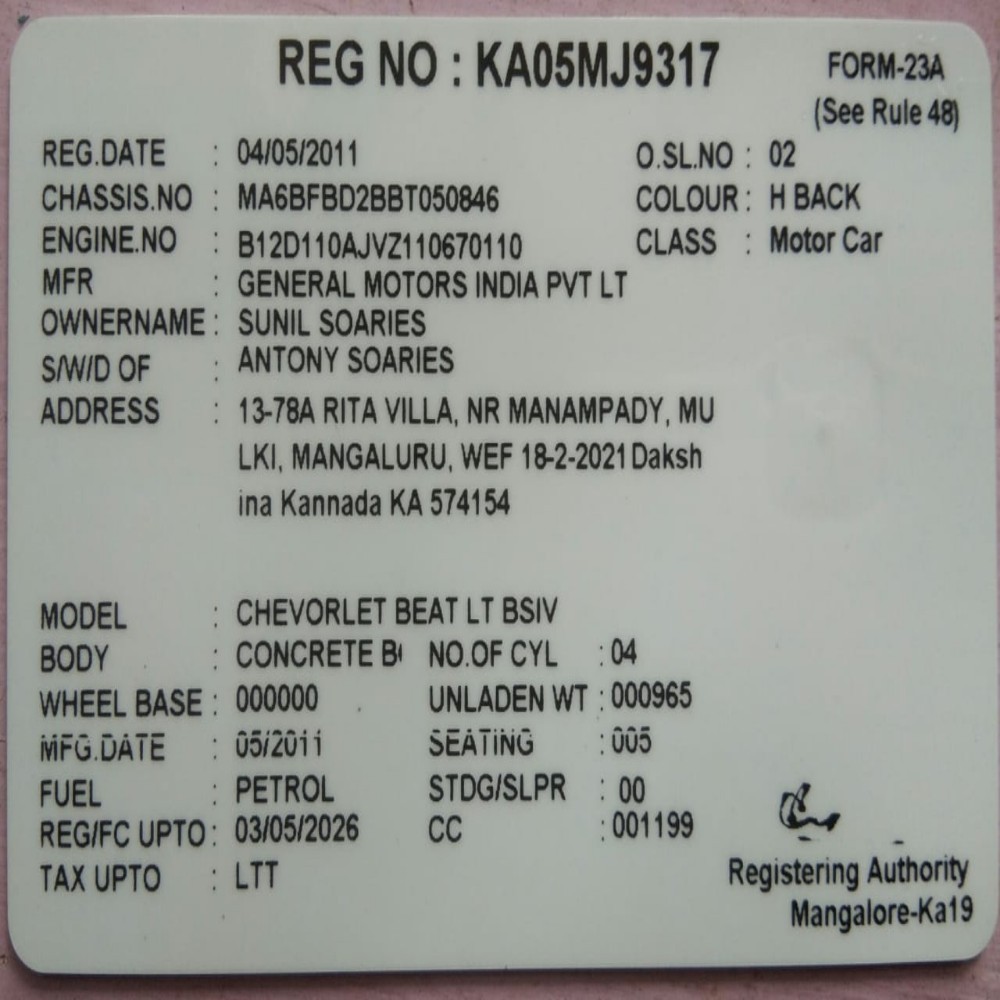 REG NO : KA05MJ9317
FORM-23A
(See Rule 48)
REG.DATE : 04/05/2011 O.SL.NO : 02
CHASSIS.NO : MA6BFBD2BBT050846 COLOUR : H BACK
ENGINE.NO : B12D110AJVZ110670110 CLASS : Motor Car
MFR : GENERAL MOTORS INDIA PVT LT
OWNERNAME : SUNIL SOARIES
S/W/D OF : ANTONY SOARIES
ADDRESS : 13-78A RITA VILLA, NR MANAMPADY, MU
LKI, MANGALURU, WEF 18-2-2021 Daksh
ina Kannada KA 574154
MODEL : CHEVORLET BEAT LT BSIV
BODY : CONCRETE B NO.OF CYL : 04
WHEEL BASE : 000000 UNLADEN WT : 000965
MFG.DATE : 05/2011 SEATING : 005
FUEL : PETROL STDG/SLPR : 00
REG/FC UPTO : 03/05/2026 CC : 001199
TAX UPTO : LTT
Registering Authority
Mangalore-Ka19